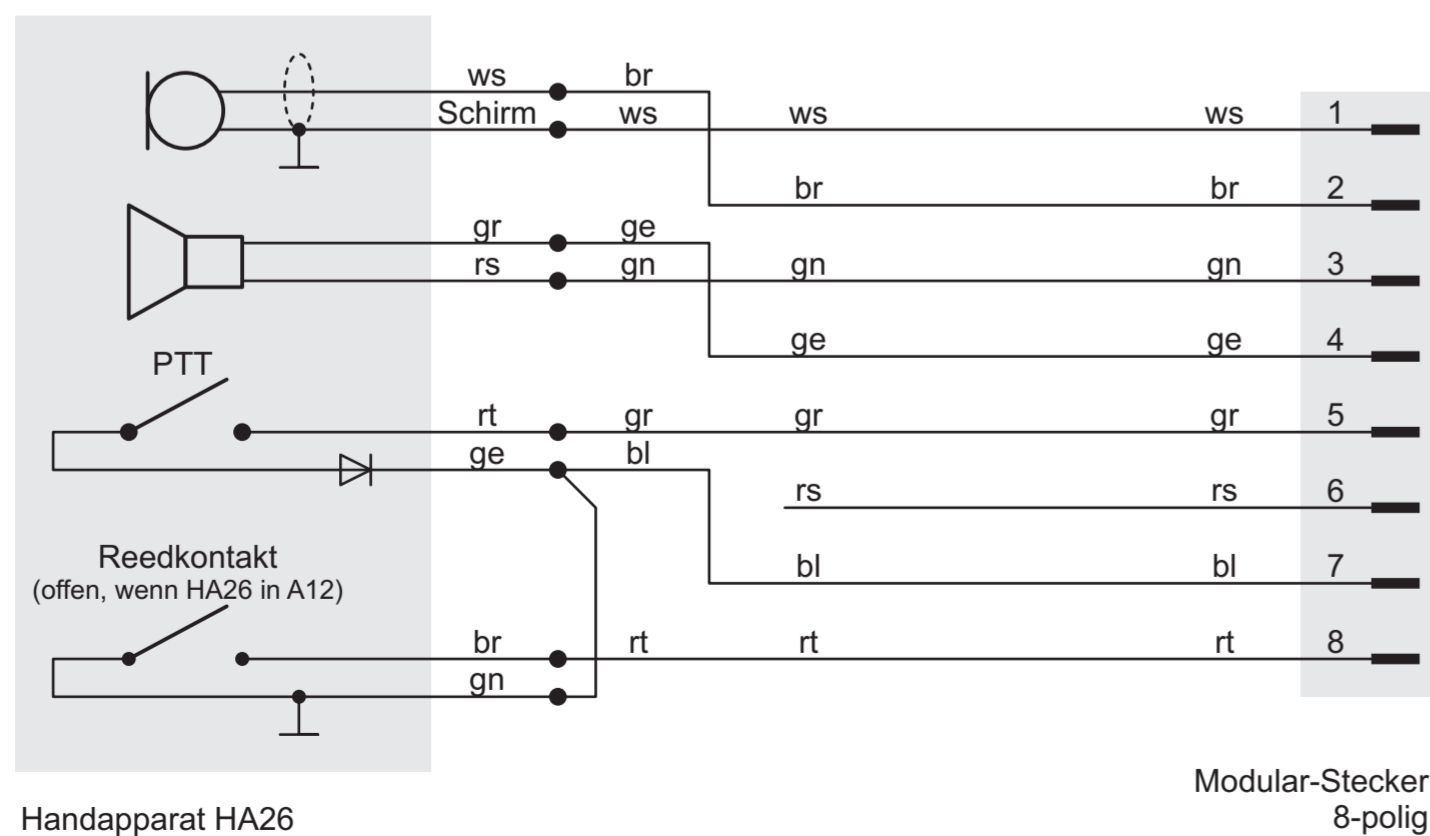 ws br
Schirm ws ws ws 1
br br 2
gr ge
rs gn gn gn 3
ge ge 4
PTT
rt gr gr gr 5
ge bl
rs rs 6
Reedkontakt
(offen, wenn HA26 in A12)
bl bl 7
br rt rt rt 8
gn
Modular-Stecker
8-polig
Handapparat HA26